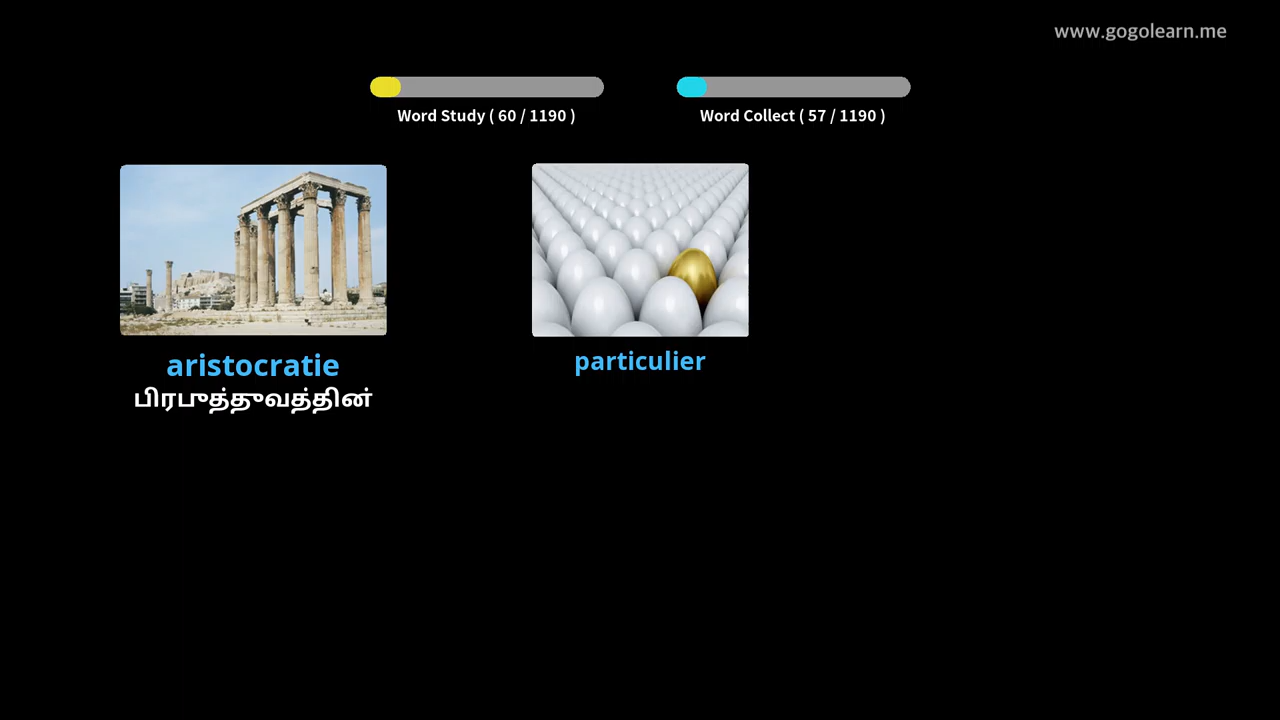 www.gogolearn.me
Word Study ( 60 / 1190 )
Word Collect ( 57 / 1190 )
aristocratie
பிரபுத்துவத்தின்
particulier